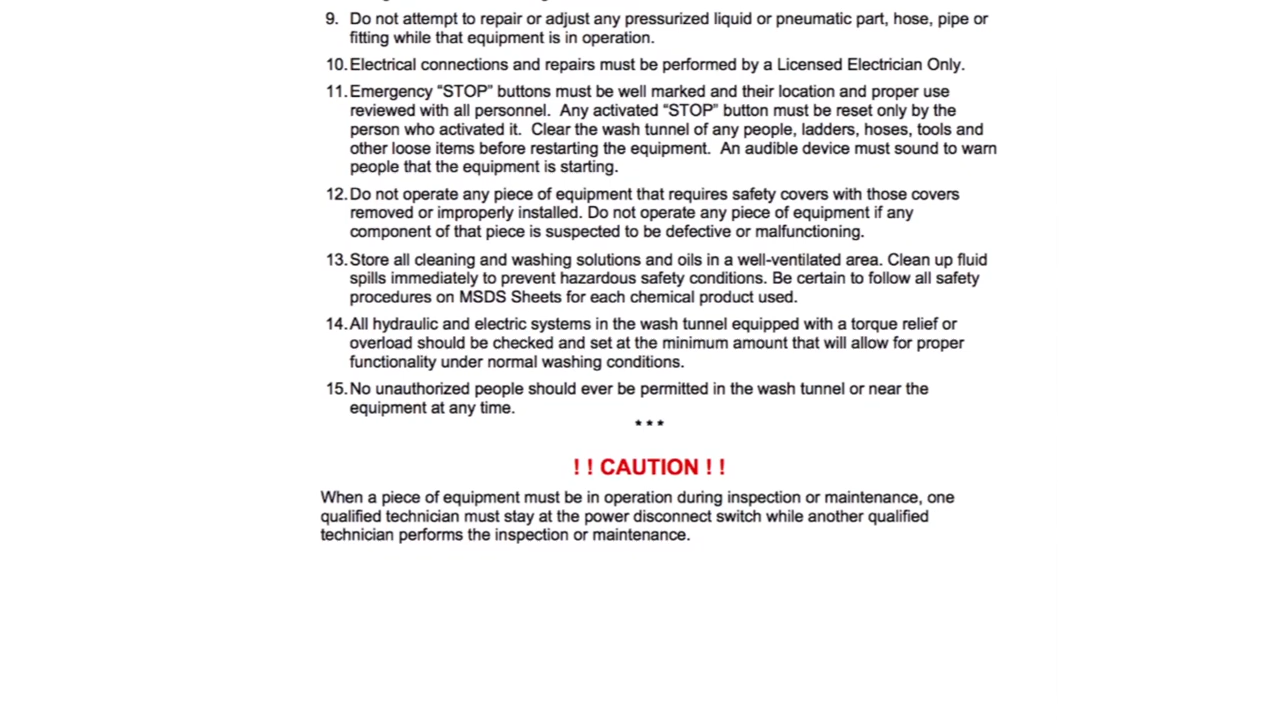 9. Do not attempt to repair or adjust any pressurized liquid or pneumatic part, hose, pipe or
fitting while that equipment is in operation.
10. Electrical connections and repairs must be performed by a Licensed Electrician Only.
11. Emergency “STOP” buttons must be well marked and their location and proper use
reviewed with all personnel. Any activated “STOP” button must be reset only by the
person who activated it. Clear the wash tunnel of any people, ladders, hoses, tools and
other loose items before restarting the equipment. An audible device must sound to warn
people that the equipment is starting.
12. Do not operate any piece of equipment that requires safety covers with those covers
removed or improperly installed. Do not operate any piece of equipment if any
component of that piece is suspected to be defective or malfunctioning.
13. Store all cleaning and washing solutions and oils in a well-ventilated area. Clean up fluid
spills immediately to prevent hazardous safety conditions. Be certain to follow all safety
procedures on MSDS Sheets for each chemical product used.
14. All hydraulic and electric systems in the wash tunnel equipped with a torque relief or
overload should be checked and set at the minimum amount that will allow for proper
functionality under normal washing conditions.
15. No unauthorized people should ever be permitted in the wash tunnel or near the
equipment at any time.
* * *
! ! CAUTION ! !
When a piece of equipment must be in operation during inspection or maintenance, one
qualified technician must stay at the power disconnect switch while another qualified
technician performs the inspection or maintenance.